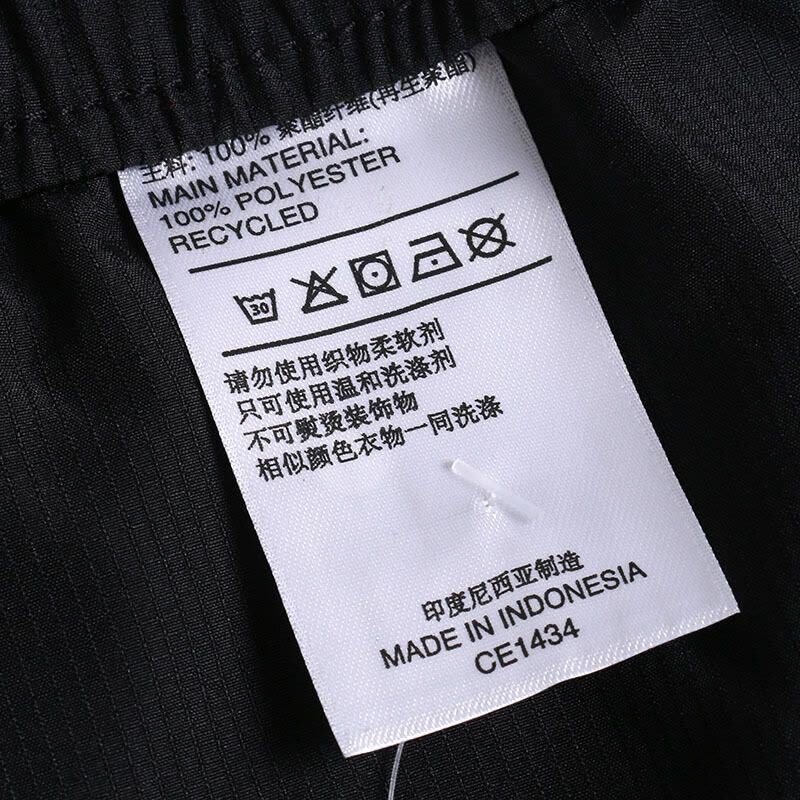 主料: 100% 聚酯纤维(再生聚酯)
MAIN MATERIAL:
100% POLYESTER
RECYCLED
30
请勿使用织物柔软剂
只可使用温和洗涤剂
不可熨烫装饰物
相似颜色衣物一同洗涤
印度尼西亚制造
MADE IN INDONESIA
CE1434